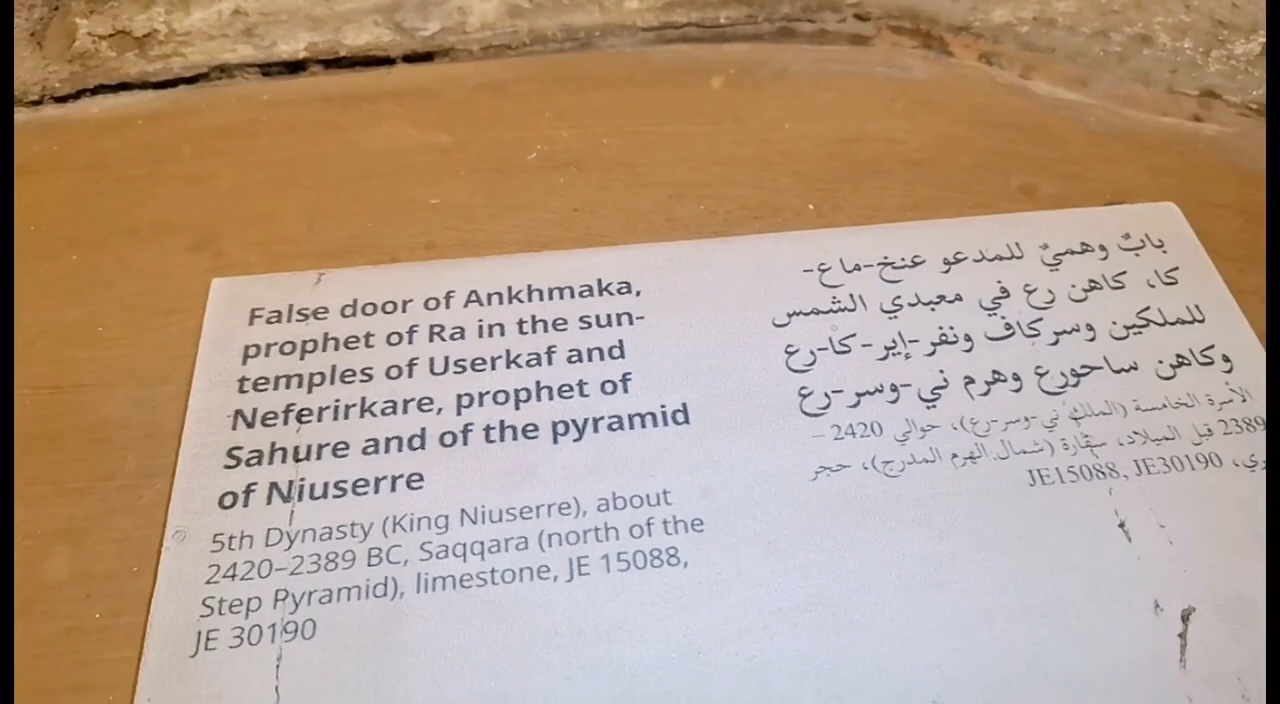 False door of Ankhmaka,
prophet of Ra in the sun-
temples of Userkaf and
Neferirkare, prophet of
Sahure and of the pyramid
of Niuserre
5th Dynasty (King Niuserre), about
2420–2389 BC, Saqqara (north of the
Step Pyramid), limestone, JE 15088,
JE 30190
بابٌ وهميٌ للمدعو عنخ-ماع-
كا، كاهن رع في معبدي الشمس
للملكين وسركاف ونفر-إير-كا-رع
وكاهن ساحورع وهرم ني-وسر-رع
الأسرة الخامسة (الملك ني-وسر-رع)، حوالي 2420 –
2389 قبل الميلاد، سقارة (شمال الهرم المدرج)، حجر
JE15088, JE30190